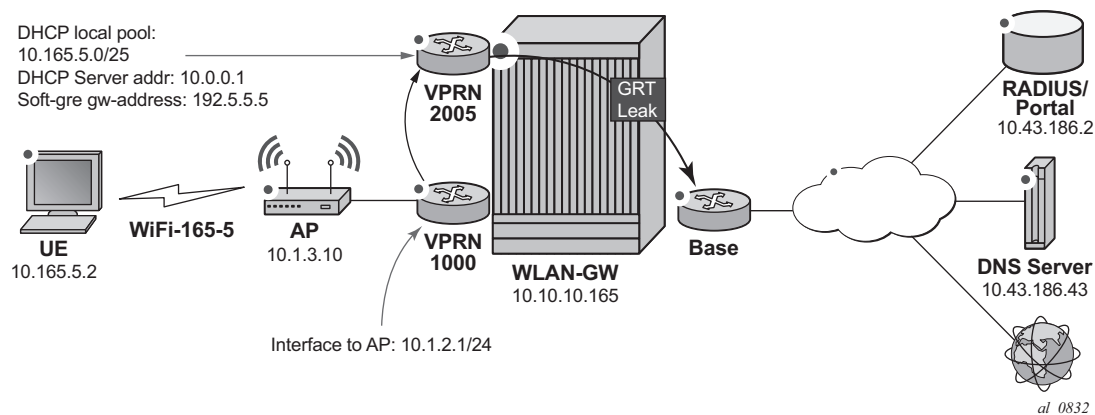 DHCP local pool:
10.165.5.0/25
DHCP Server addr: 10.0.0.1
Soft-gre gw-address: 192.5.5.5
VPRN
2005
GRT
Leak
RADIUS/
Portal
10.43.186.2
UE
10.165.5.2
WiFi-165-5
AP
10.1.3.10
VPRN
1000
WLAN-GW
10.10.10.165
Base
DNS Server
10.43.186.43
Interface to AP: 10.1.2.1/24
al_0832